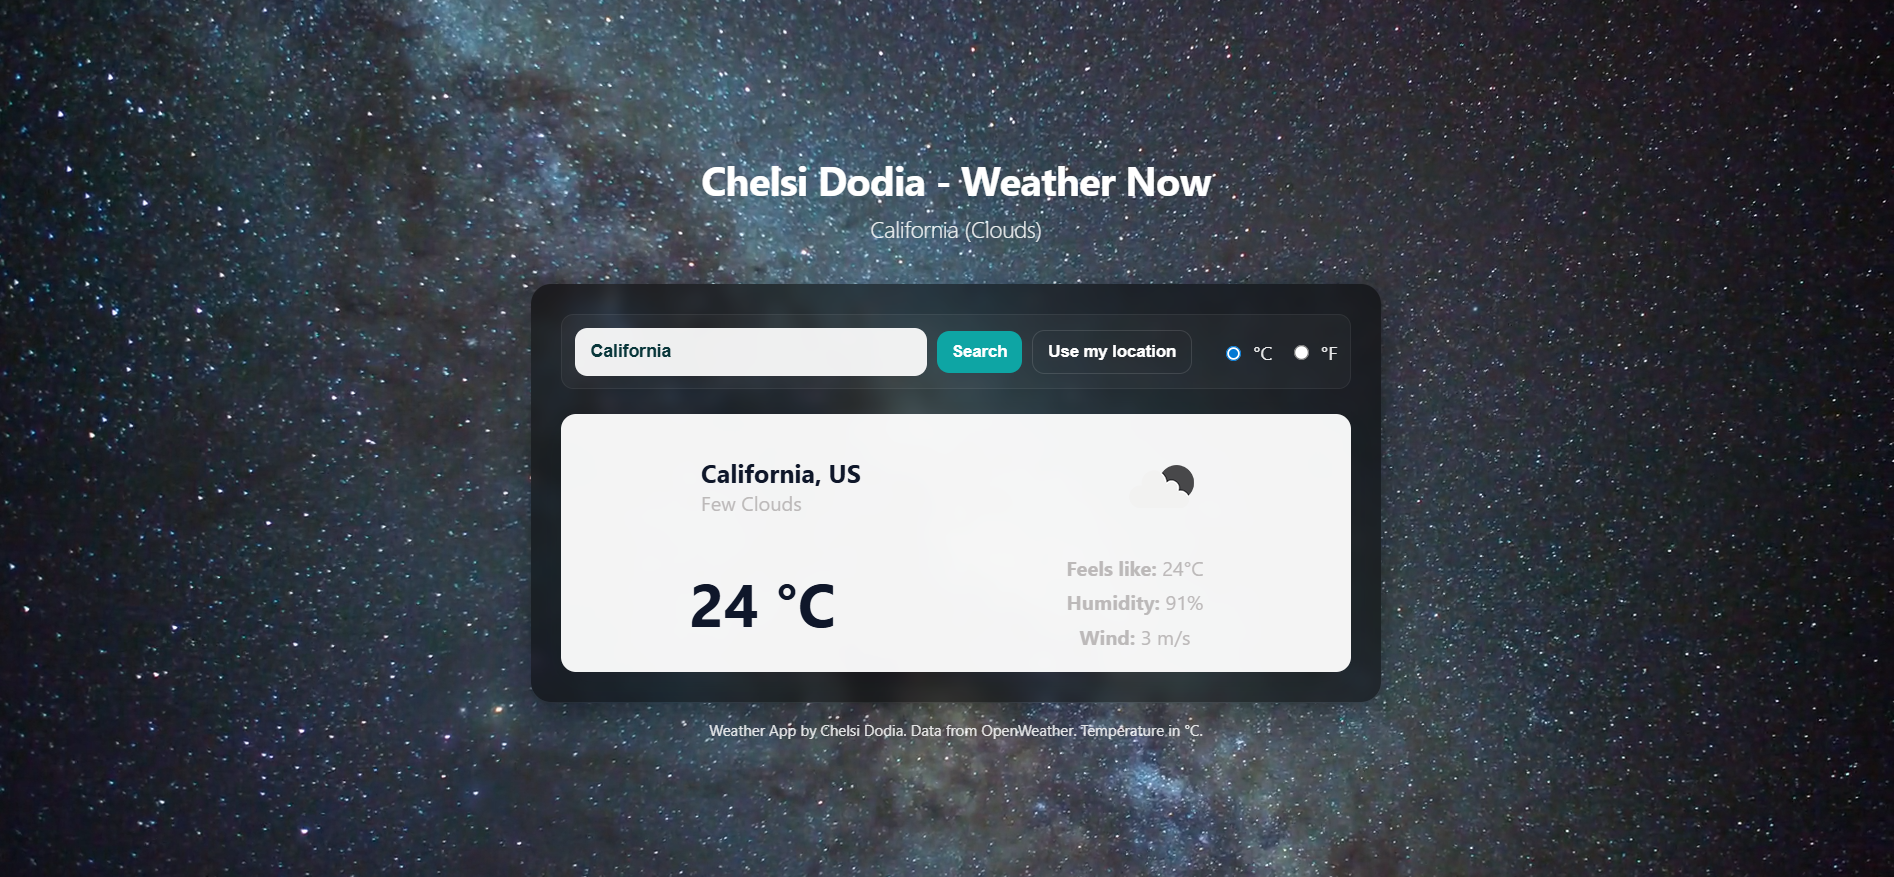 Chelsi Dodia - Weather Now
California (Clouds)
California
Search
Use my location
°C
°F
California, US
Few Clouds
24 °C
Feels like: 24°C
Humidity: 91%
Wind: 3 m/s
Weather App by Chelsi Dodia. Data from OpenWeather. Temperature in °C.